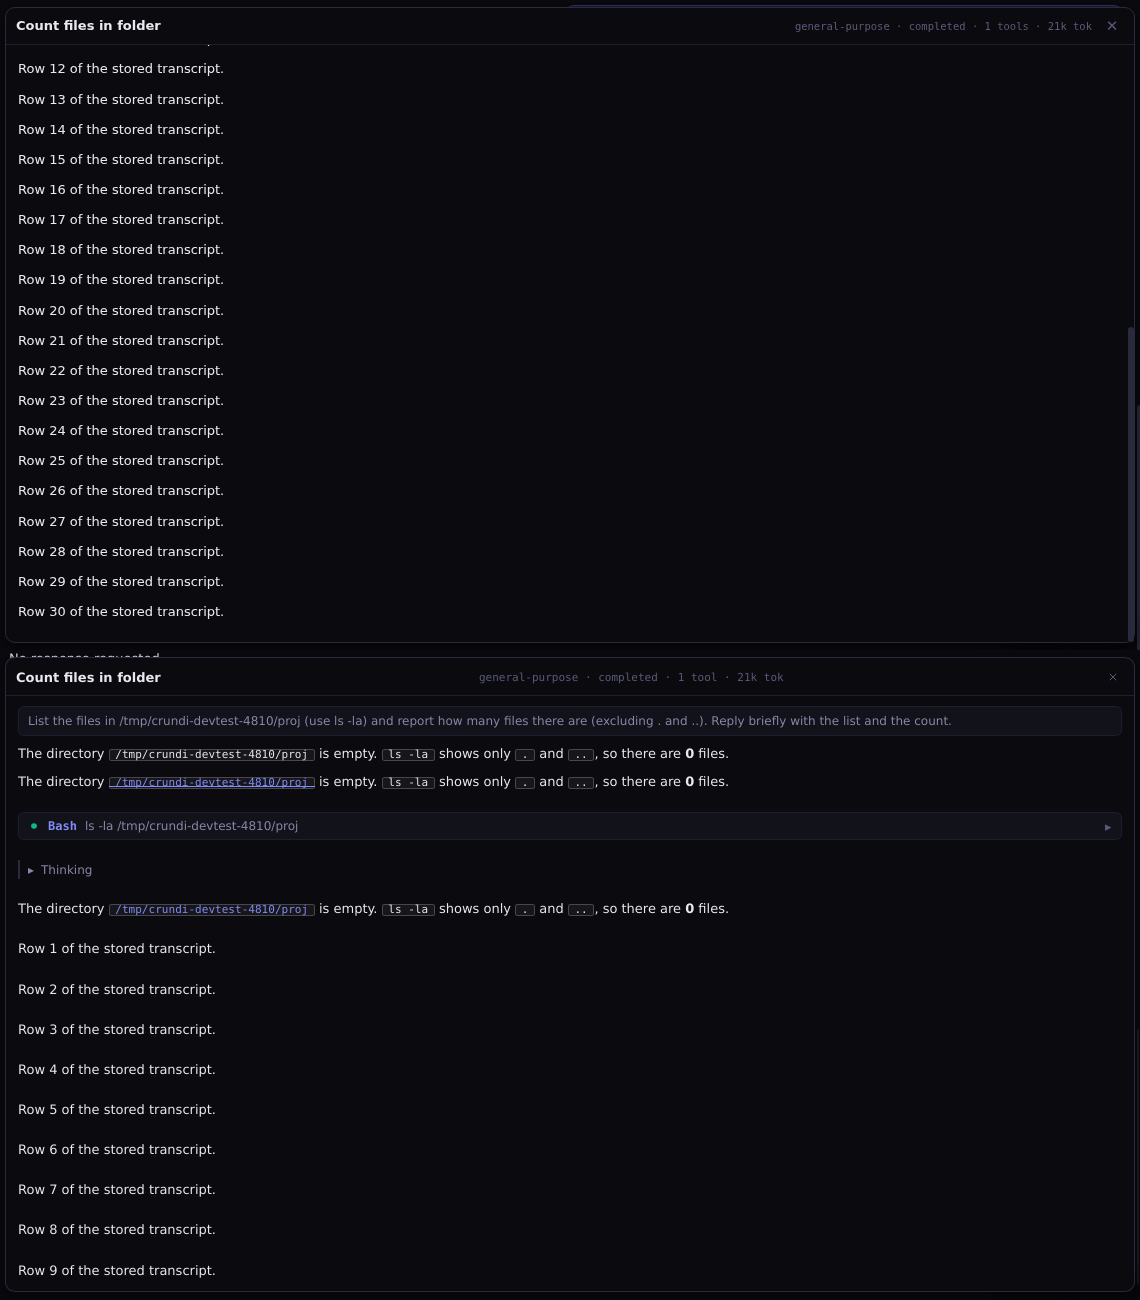 Count files in folder
general-purpose · completed · 1 tools · 21k tok ×
Row 12 of the stored transcript.
Row 13 of the stored transcript.
Row 14 of the stored transcript.
Row 15 of the stored transcript.
Row 16 of the stored transcript.
Row 17 of the stored transcript.
Row 18 of the stored transcript.
Row 19 of the stored transcript.
Row 20 of the stored transcript.
Row 21 of the stored transcript.
Row 22 of the stored transcript.
Row 23 of the stored transcript.
Row 24 of the stored transcript.
Row 25 of the stored transcript.
Row 26 of the stored transcript.
Row 27 of the stored transcript.
Row 28 of the stored transcript.
Row 29 of the stored transcript.
Row 30 of the stored transcript.
No response requested
Count files in folder
general-purpose · completed · 1 tool · 21k tok ×
List the files in /tmp/crundi-devtest-4810/proj (use ls -la) and report how many files there are (excluding . and ..). Reply briefly with the list and the count.
The directory /tmp/crundi-devtest-4810/proj is empty. ls -la shows only . and .., so there are 0 files.
The directory /tmp/crundi-devtest-4810/proj is empty. ls -la shows only . and .., so there are 0 files.
● Bash ls -la /tmp/crundi-devtest-4810/proj ▸
▸ Thinking
The directory /tmp/crundi-devtest-4810/proj is empty. ls -la shows only . and .., so there are 0 files.
Row 1 of the stored transcript.
Row 2 of the stored transcript.
Row 3 of the stored transcript.
Row 4 of the stored transcript.
Row 5 of the stored transcript.
Row 6 of the stored transcript.
Row 7 of the stored transcript.
Row 8 of the stored transcript.
Row 9 of the stored transcript.